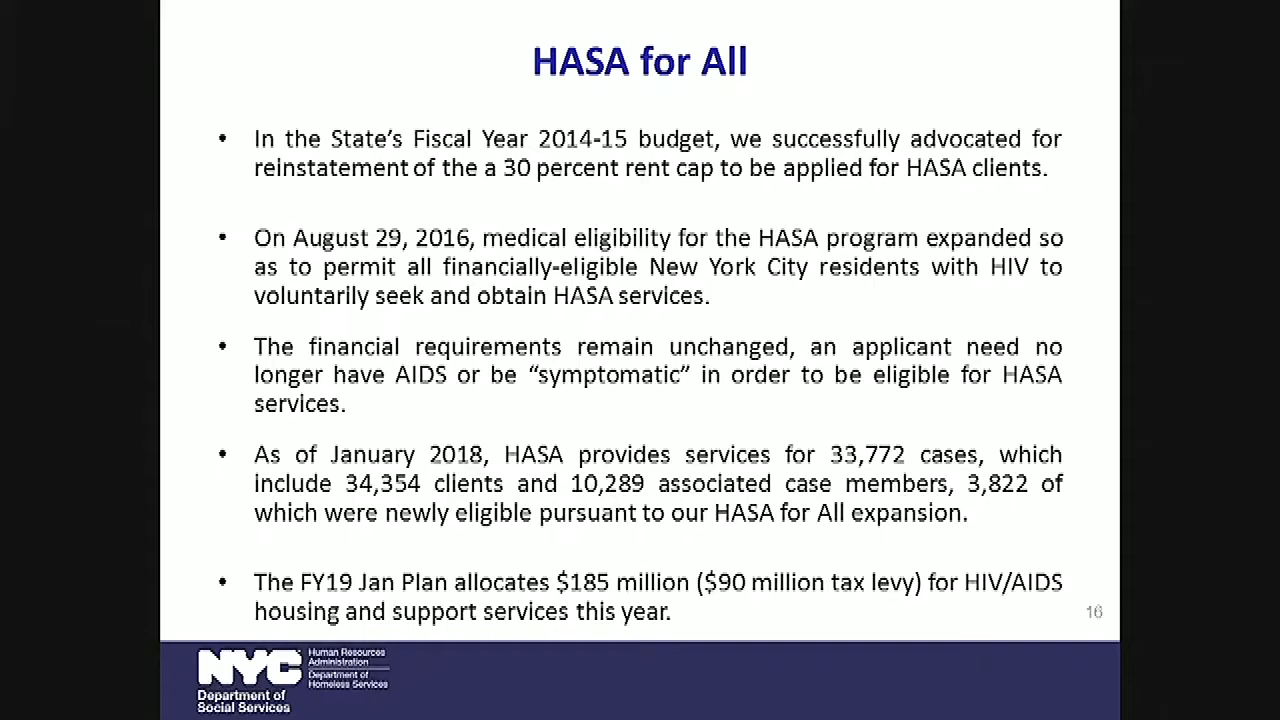 HASA for All
• In the State’s Fiscal Year 2014-15 budget, we successfully advocated for
reinstatement of the a 30 percent rent cap to be applied for HASA clients.
• On August 29, 2016, medical eligibility for the HASA program expanded so
as to permit all financially-eligible New York City residents with HIV to
voluntarily seek and obtain HASA services.
• The financial requirements remain unchanged, an applicant need no
longer have AIDS or be “symptomatic” in order to be eligible for HASA
services.
• As of January 2018, HASA provides services for 33,772 cases, which
include 34,354 clients and 10,289 associated case members, 3,822 of
which were newly eligible pursuant to our HASA for All expansion.
• The FY19 Jan Plan allocates $185 million ($90 million tax levy) for HIV/AIDS
housing and support services this year.
16
NYC
Human Resources
Administration
Department of
Homeless Services
Department of
Social Services